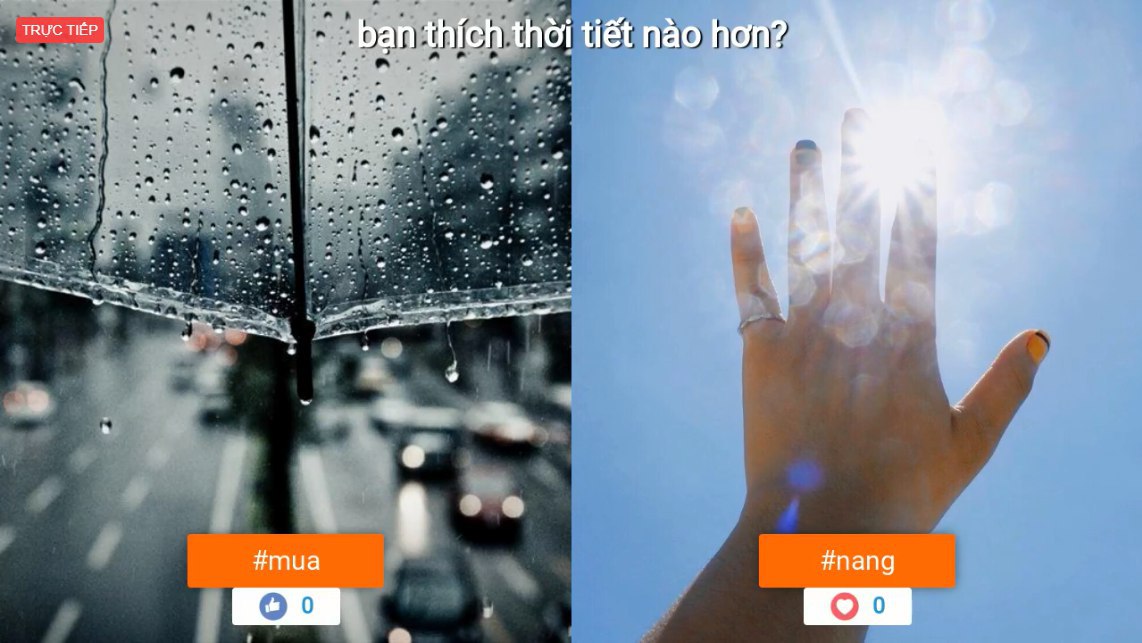 TRỰC TIẾP
bạn thích thời tiết nào hơn?
#mua
#nang
0
0